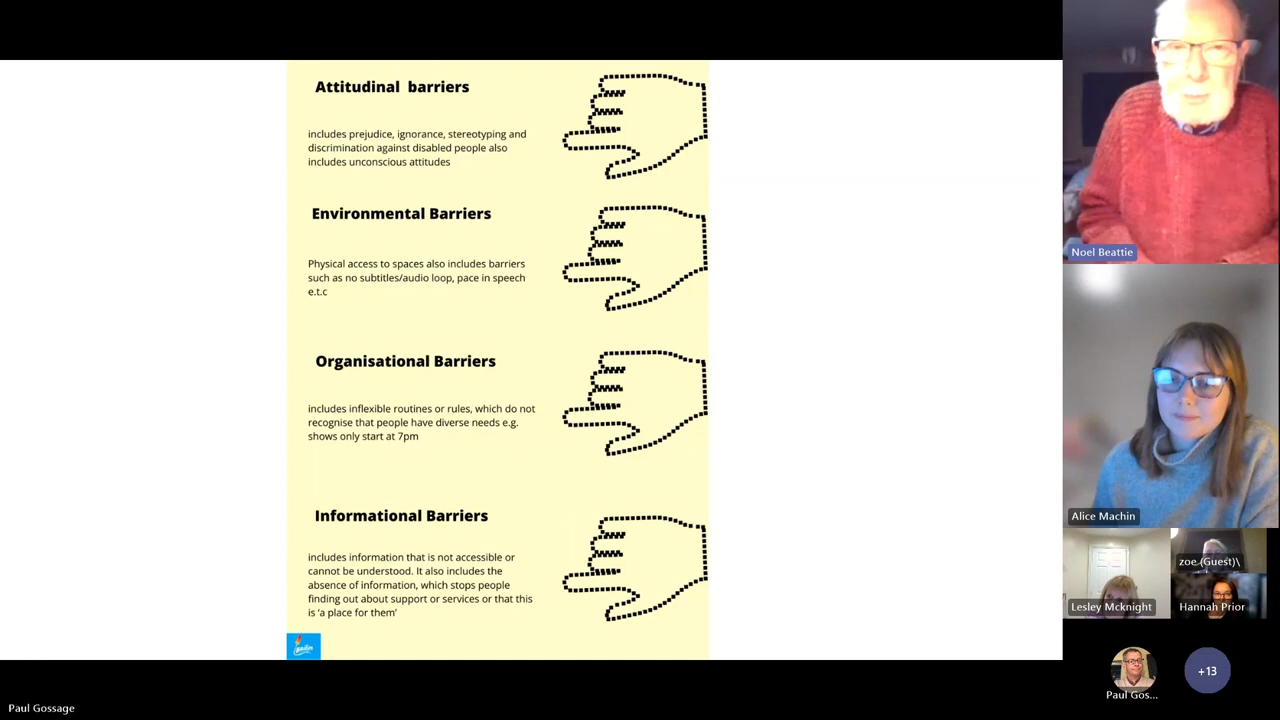 Attitudinal  barriers
includes prejudice, ignorance, stereotyping and
discrimination against disabled people also
includes unconscious attitudes
Environmental Barriers
Physical access to spaces also includes barriers
such as no subtitles/audio loop, pace in speech
e.t.c
Organisational Barriers
includes inflexible routines or rules, which do not
recognise that people have diverse needs e.g.
shows only start at 7pm
Informational Barriers
includes information that is not accessible or
cannot be understood. It also includes the
absence of information, which stops people
finding out about support or services or that this
is ‘a place for them’
Noel Beattie
Alice Machin
zoe (Guest)\
Lesley Mcknight
Hannah Prior
Paul Gos...
+13
Paul Gossage